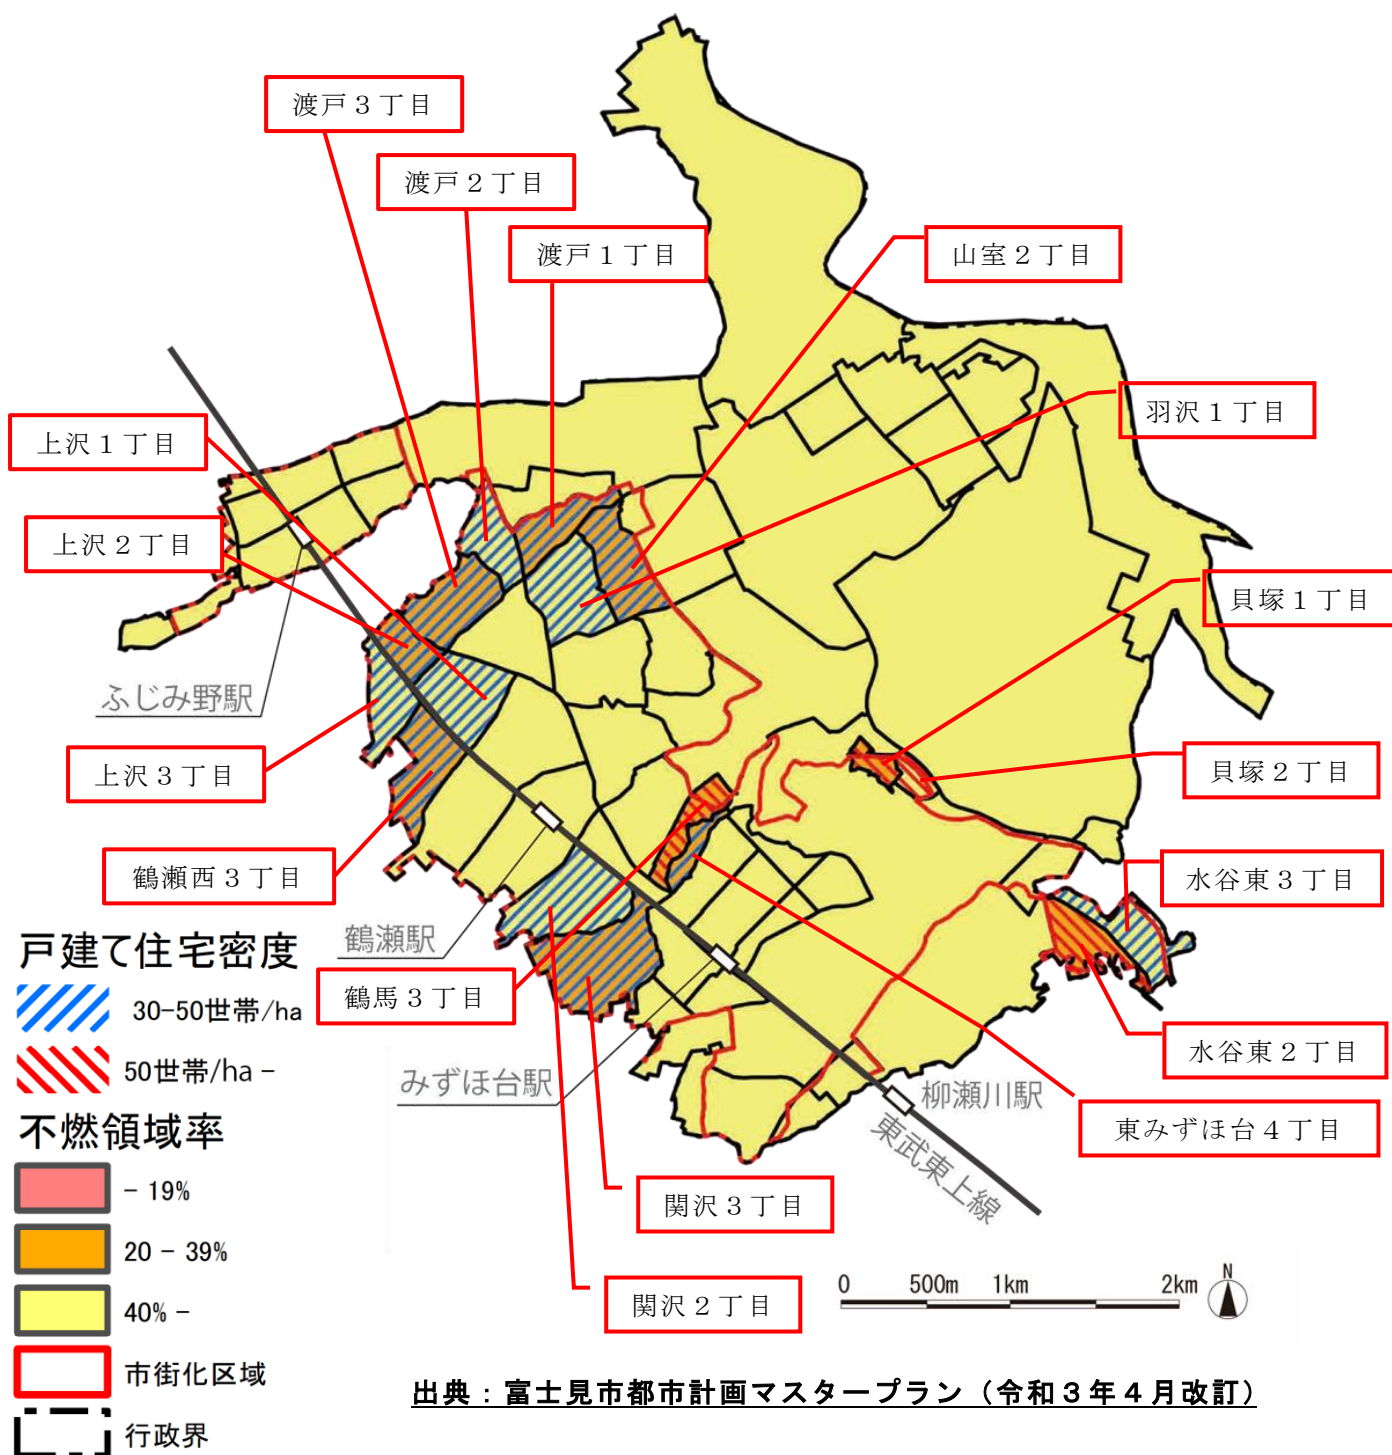 渡戸３丁目
渡戸２丁目
渡戸１丁目
山室２丁目
羽沢１丁目
上沢１丁目
上沢２丁目
貝塚１丁目
ふじみ野駅
上沢３丁目
貝塚２丁目
鶴瀬西３丁目
水谷東３丁目
鶴瀬駅
鶴馬３丁目
水谷東２丁目
みずほ台駅
柳瀬川駅
東みずほ台４丁目
東武東上線
関沢３丁目
関沢２丁目
戸建て住宅密度
30-50世帯/ha
50世帯/ha -
不燃領域率
- 19%
20 - 39%
40% -
市街化区域
行政界
0 500m 1km 2km
N
出典：富士見市都市計画マスタープラン（令和３年４月改訂）